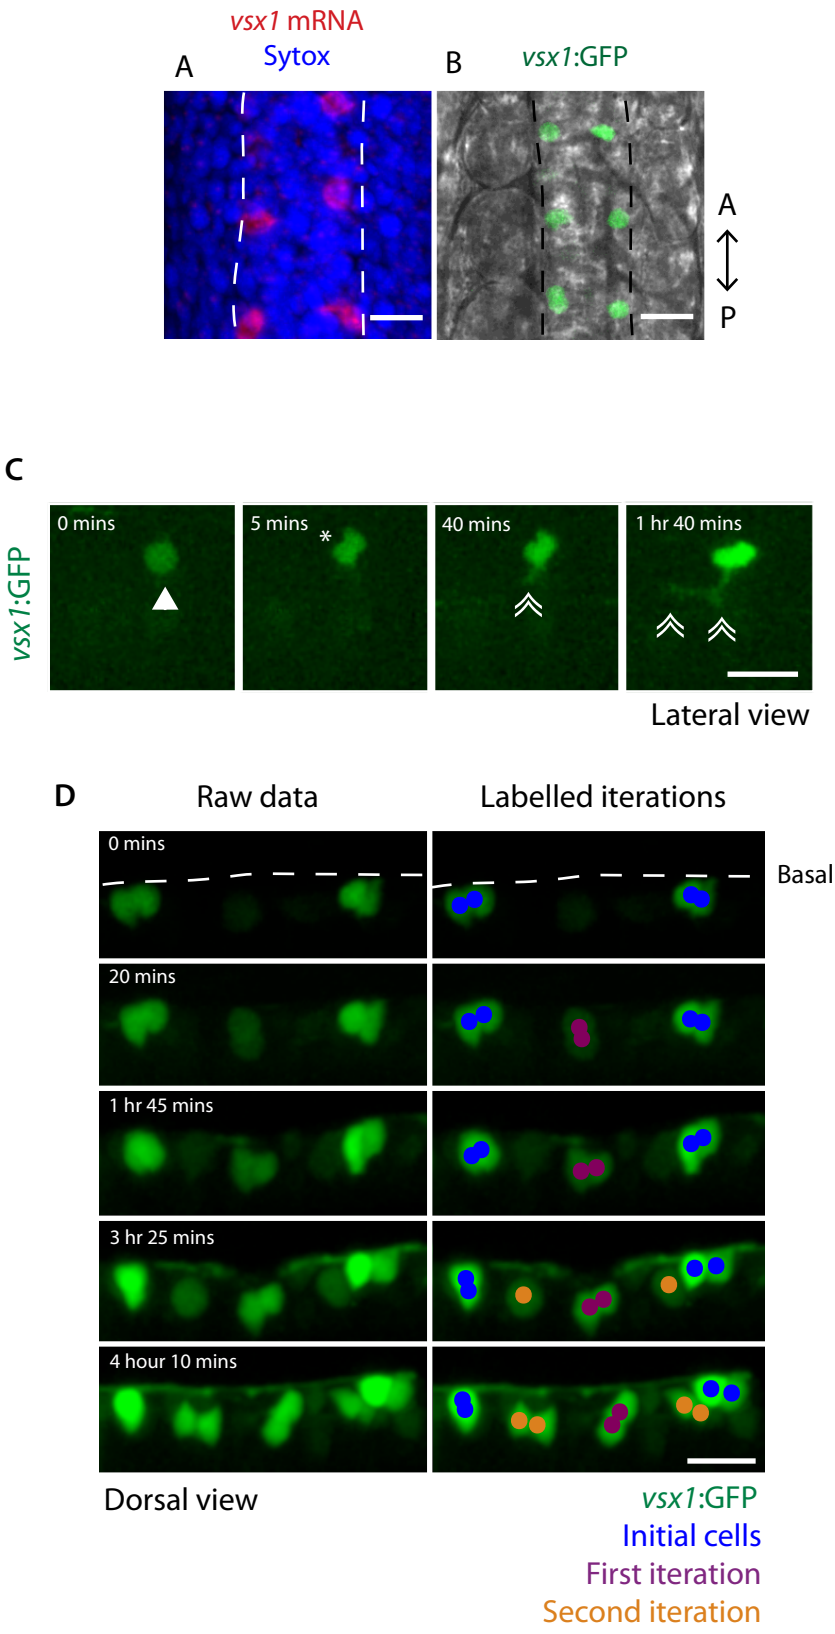 vsx1 mRNA
Sytox
A
B
vsx1:GFP
A
P
C
vsx1:GFP
0 mins
5 mins
*
40 mins
1 hr 40 mins
Lateral view
D
Raw data
Labelled iterations
0 mins
Basal
20 mins
1 hr 45 mins
3 hr 25 mins
4 hour 10 mins
Dorsal view
vsx1:GFP
Initial cells
First iteration
Second iteration